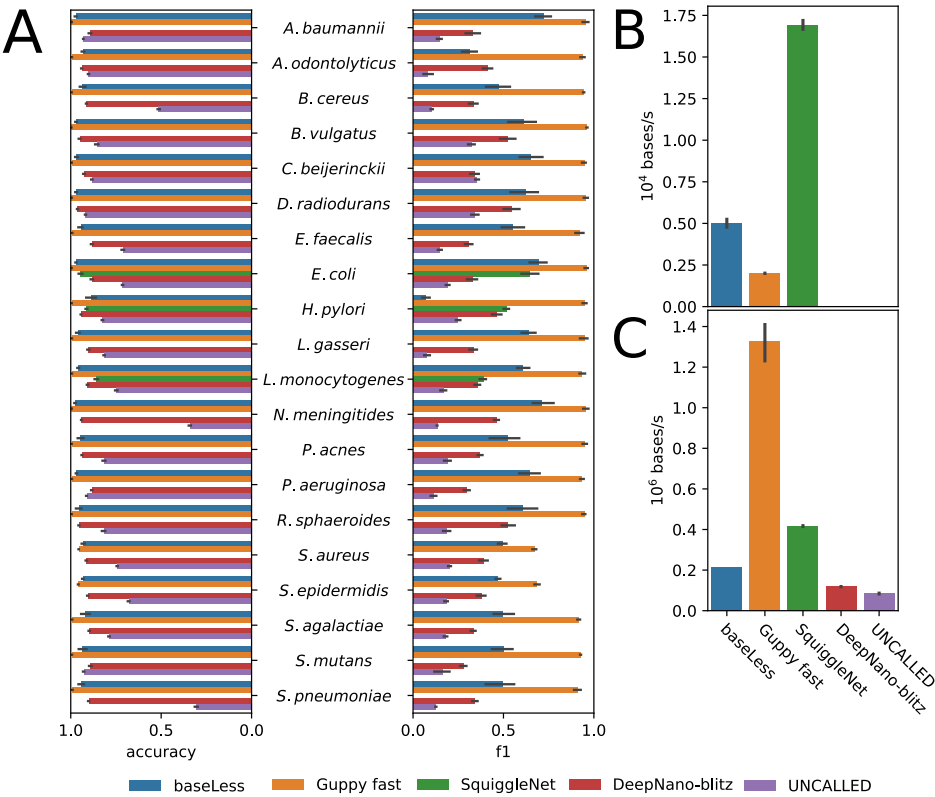 A
B
C
A. baumannii
A. odontolyticus
B. cereus
B. vulgatus
C. beijerinckii
D. radiodurans
E. faecalis
E. coli
H. pylori
L. gasseri
L. monocytogenes
N. meningitides
P. acnes
P. aeruginosa
R. sphaeroides
S. aureus
S. epidermidis
S. agalactiae
S. mutans
S. pneumoniae
1.0 0.5 0.0
accuracy
0.0 0.5 1.0
f1
1.75
1.50
1.25
1.00
0.75
0.50
0.25
0.00
10⁴ bases/s
1.4
1.2
1.0
0.8
0.6
0.4
0.2
0.0
10⁶ bases/s
baseLess
Guppy fast
SquiggleNet
DeepNano-blitz
UNCALLED
baseLess Guppy fast SquiggleNet DeepNano-blitz UNCALLED